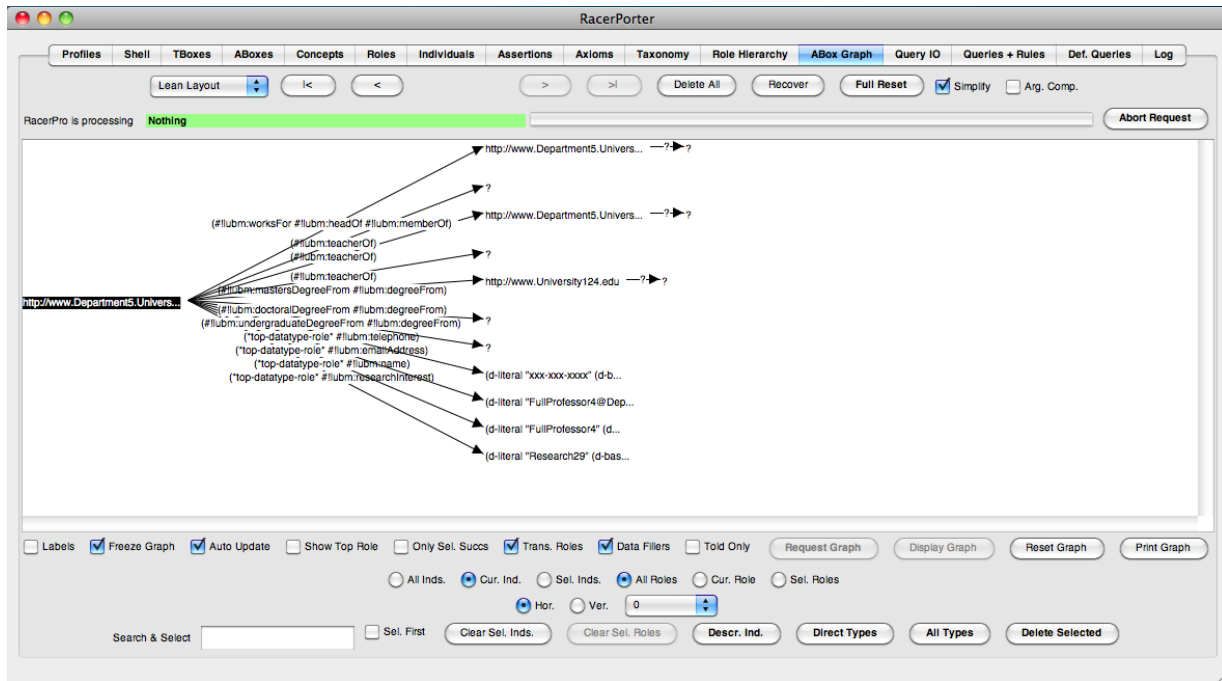 RacerPorter
Profiles Shell TBoxes ABoxes Concepts Roles Individuals Assertions Axioms Taxonomy Role Hierarchy ABox Graph Query IO Queries + Rules Def. Queries Log
Lean Layout |< < > >| Delete All Recover Full Reset Simplify Arg. Comp.
RacerPro is processing Nothing Abort Request
http://www.Department5.Univers... ? ?
?
http://www.Department5.Univers... ? ?
(#!lubm:worksFor #!lubm:headOf #!lubm:memberOf)
(#!lubm:teacherOf)
(#!lubm:teacherOf)
?
(#!lubm:teacherOf)
http://www.University124.edu ? ?
(#!lubm:mastersDegreeFrom #!lubm:degreeFrom)
http://www.Department5.Univers...
(#!lubm:doctoralDegreeFrom #!lubm:degreeFrom)
?
(#!lubm:undergraduateDegreeFrom #!lubm:degreeFrom)
(*top-datatype-role* #!lubm:telephone)
?
(*top-datatype-role* #!lubm:emailAddress)
(*top-datatype-role* #!lubm:name)
(*top-datatype-role* #!lubm:researchInterest)
(d-literal "xxx-xxx-xxxx" (d-b...
(d-literal "FullProfessor4@Dep...
(d-literal "FullProfessor4" (d...
(d-literal "Research29" (d-bas...
Labels Freeze Graph Auto Update Show Top Role Only Sel. Succs Trans. Roles Data Fillers Told Only Request Graph Display Graph Reset Graph Print Graph
All Inds. Cur. Ind. Sel. Inds. All Roles Cur. Role Sel. Roles
Hor. Ver. 0
Search & Select Sel. First Clear Sel. Inds. Clear Sel. Roles Descr. Ind. Direct Types All Types Delete Selected